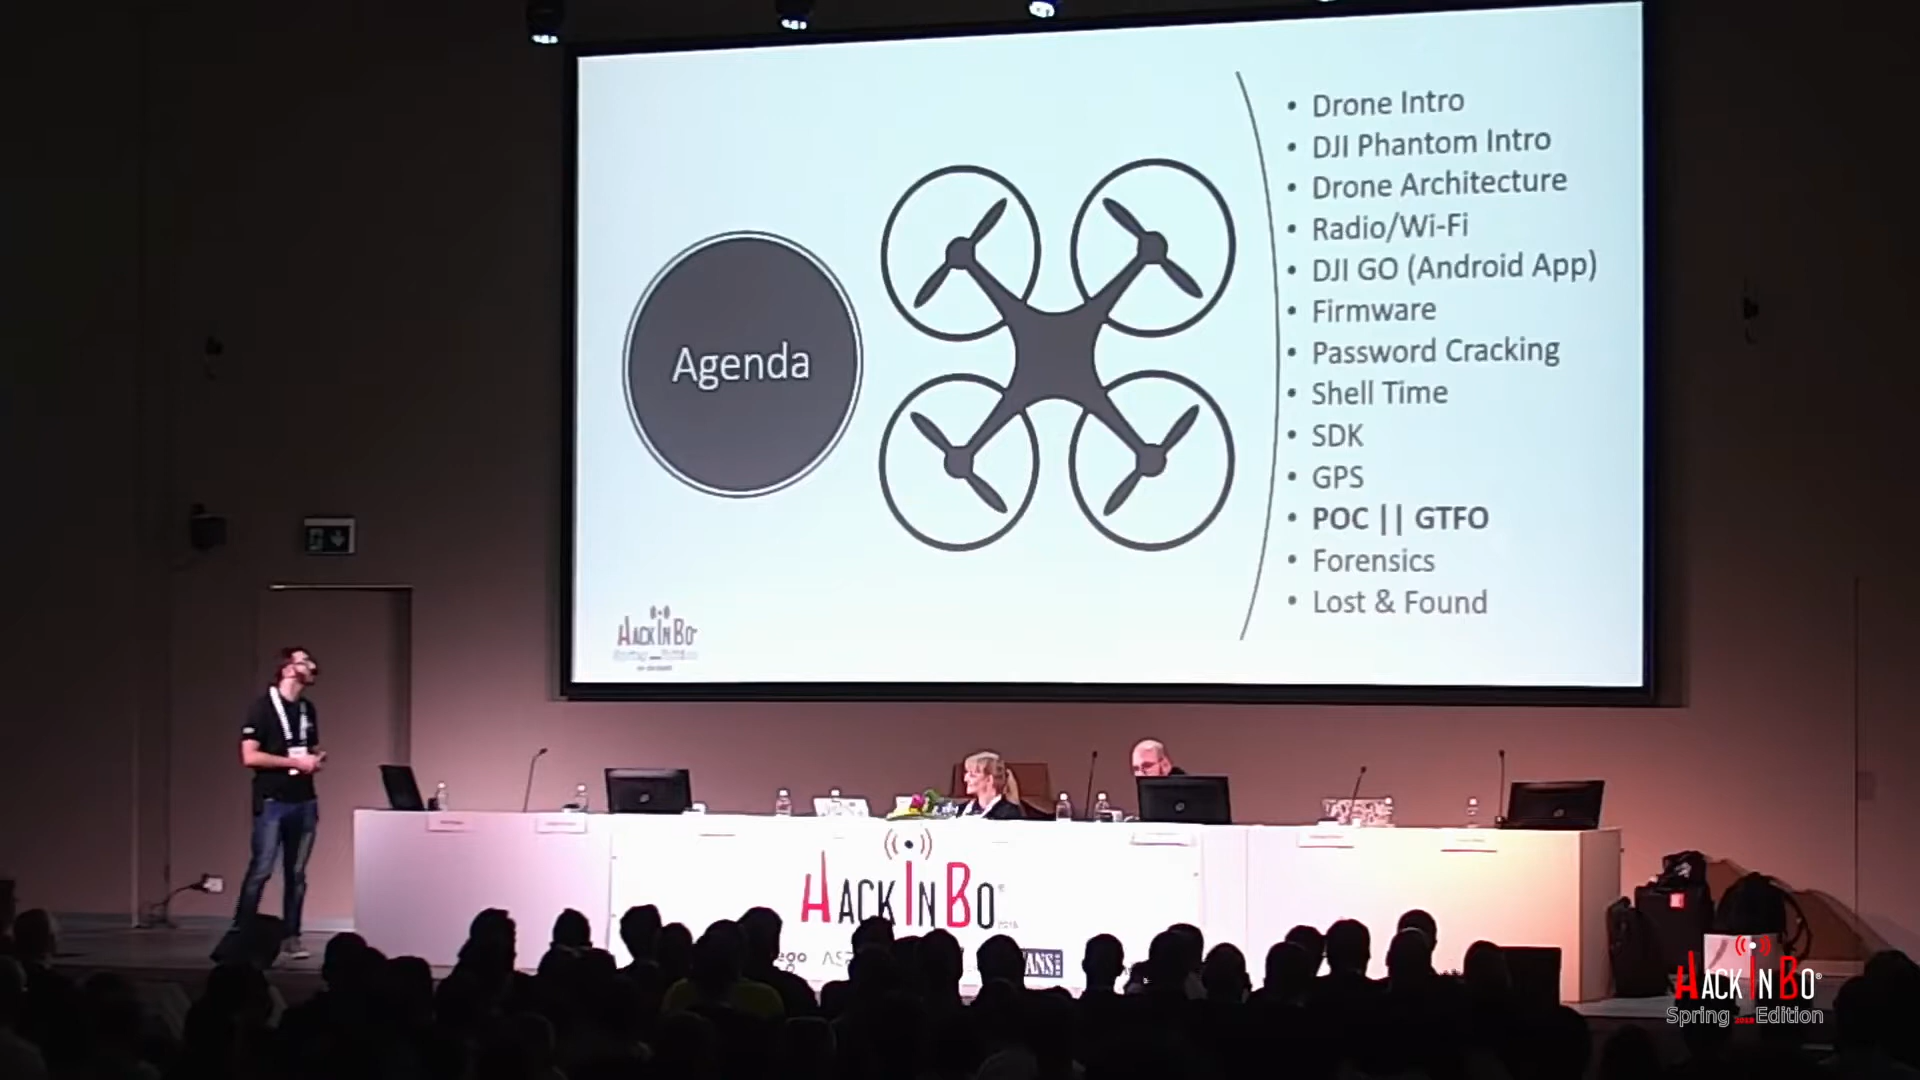 Agenda
• Drone Intro
• DJI Phantom Intro
• Drone Architecture
• Radio/Wi-Fi
• DJI GO (Android App)
• Firmware
• Password Cracking
• Shell Time
• SDK
• GPS
• POC || GTFO
• Forensics
• Lost & Found
HACKINBO
HACKINBO
HACKINBO®
Spring Edition